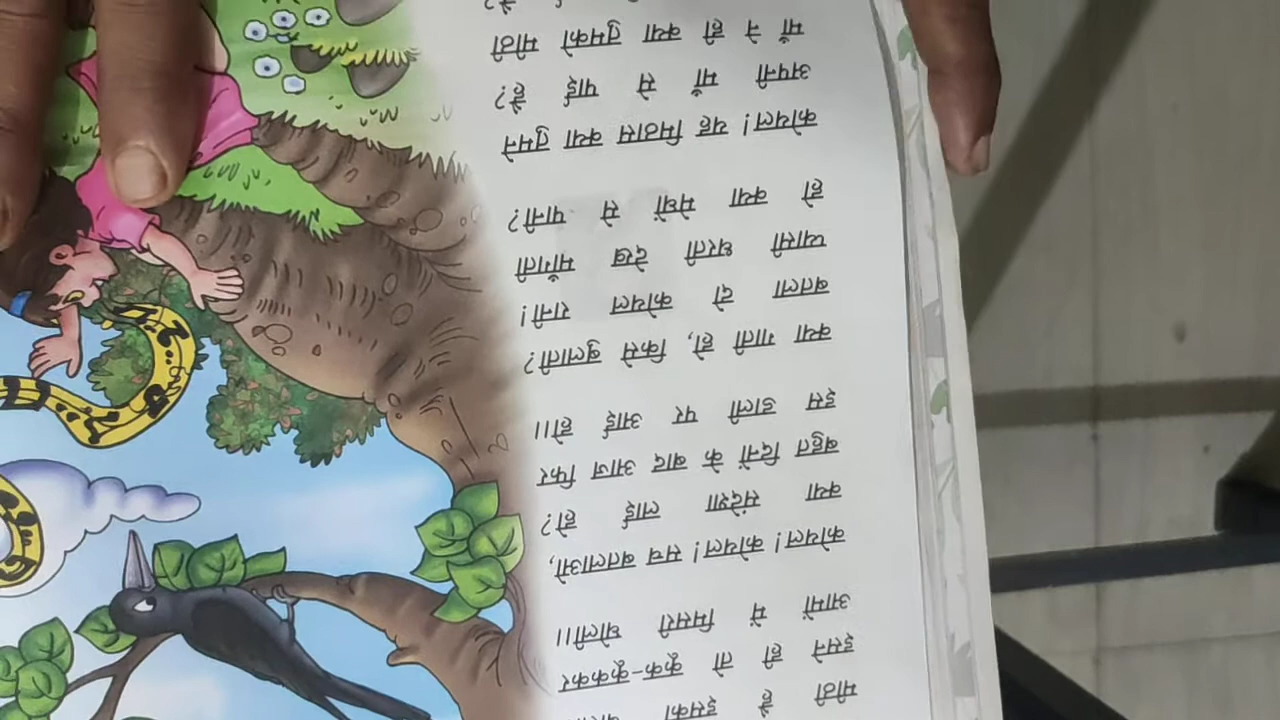 मीठी है इसकी
इसने ही तो कूक-कूककर
आमों में मिसरी घोली।।
कोयल! कोयल! सच बतलाओ,
क्या संदेशा लाई हो?
बहुत दिनों के बाद आज फिर
इस डाली पर आई हो।।
क्या गाती हो, किसे बुलाती?
बतला दो कोयल रानी!
प्यासी धरती देख माँगती
हो क्या मेघों से पानी?
कोयल! यह मिठास क्या तुमने
अपनी माँ से पाई है?
माँ ने ही क्या तुमको मीठी